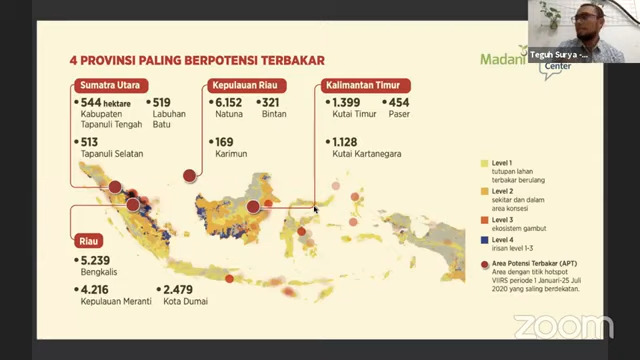 4 PROVINSI PALING BERPOTENSI TERBAKAR
Madani
Center
Teguh Surya -...
Sumatra Utara
544 hektare
Kabupaten
Tapanuli Tengah
519
Labuhan
Batu
513
Tapanuli Selatan
Kepulauan Riau
6.152
Natuna
321
Bintan
169
Karimun
Kalimantan Timur
1.399
Kutai Timur
454
Paser
1.128
Kutai Kartanegara
Riau
5.239
Bengkalis
4.216
Kepulauan Meranti
2.479
Kota Dumai
Level 1
tutupan lahan
terbakar berulang
Level 2
sekitar dan dalam
area konsesi
Level 3
ekosistem gambut
Level 4
irisan level 1-3
Area Potensi Terbakar (APT)
Area dengan titik hotspot
VIIRS periode 1 Januari-25 Juli
2020 yang saling berdekatan.
zoom